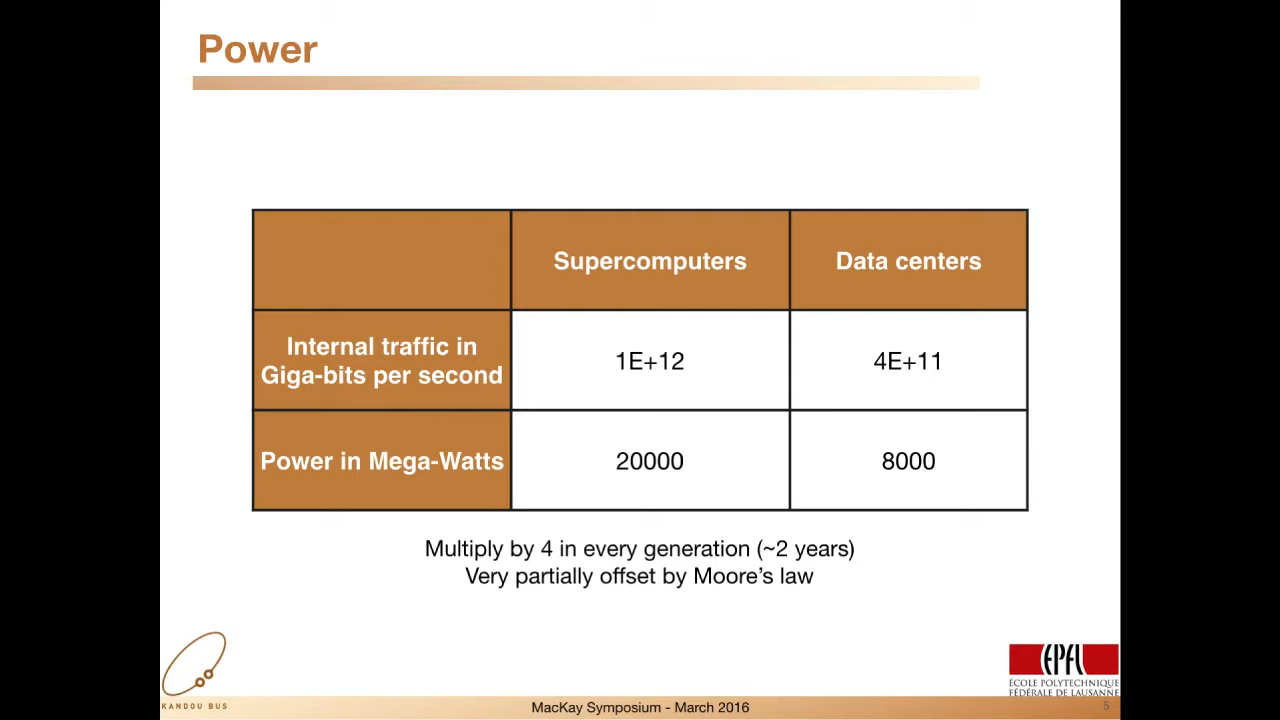 Power
Supercomputers
Data centers
Internal traffic in
Giga-bits per second
1E+12
4E+11
Power in Mega-Watts
20000
8000
Multiply by 4 in every generation (~2 years)
Very partially offset by Moore's law
KANDOU BUS
MacKay Symposium - March 2016
EPFL
ÉCOLE POLYTECHNIQUE
FÉDÉRALE DE LAUSANNE
5